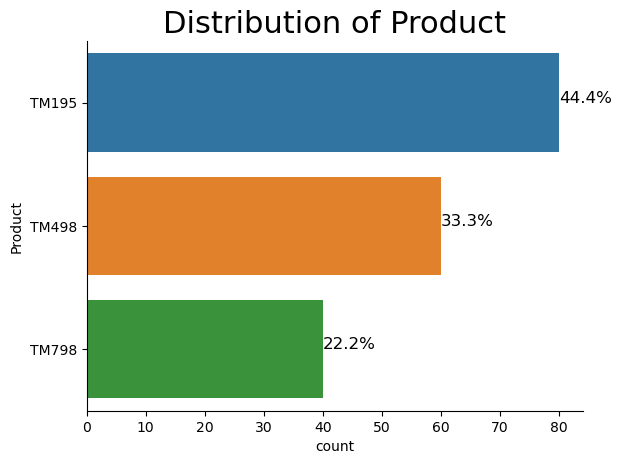 Distribution of Product
TM195
44.4%
TM498
33.3%
TM798
22.2%
Product
0 10 20 30 40 50 60 70 80
count